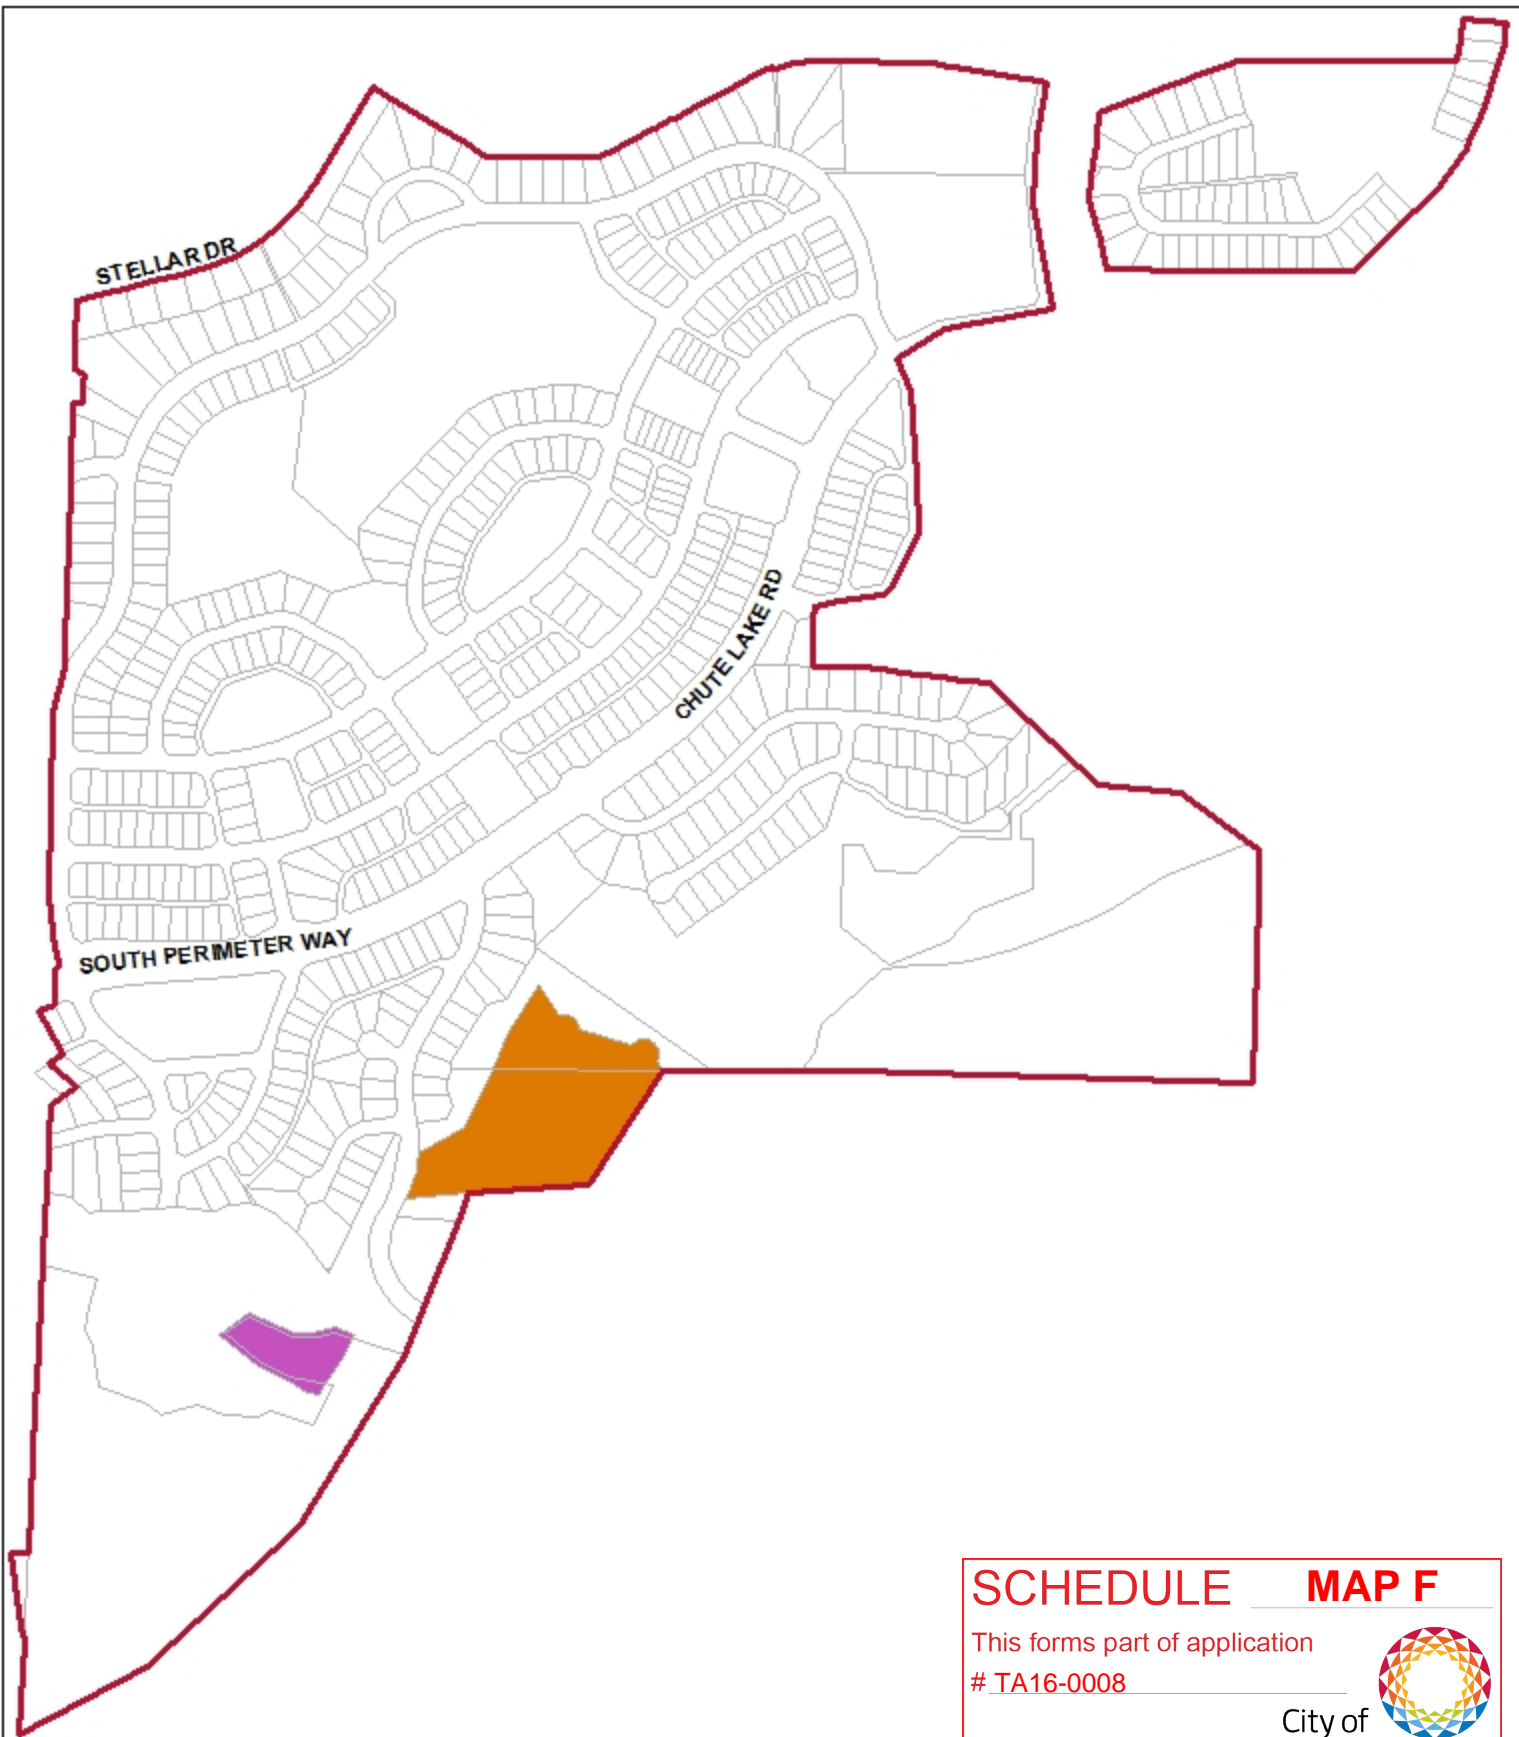 STELLAR DR
CHUTE LAKE RD
SOUTH PERIMETER WAY
SCHEDULE MAP F
This forms part of application
# TA16-0008
City of